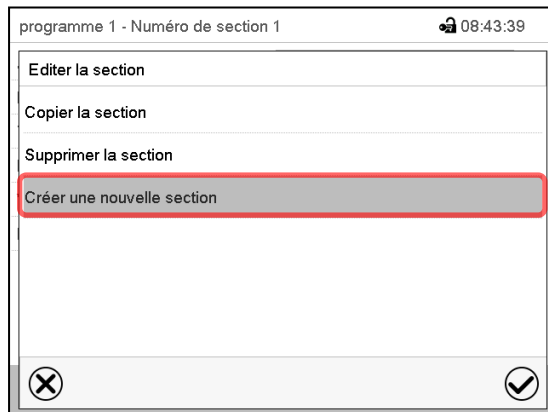 programme 1 - Numéro de section 1 08:43:39
Editer la section
Copier la section
Supprimer la section
Créer une nouvelle section